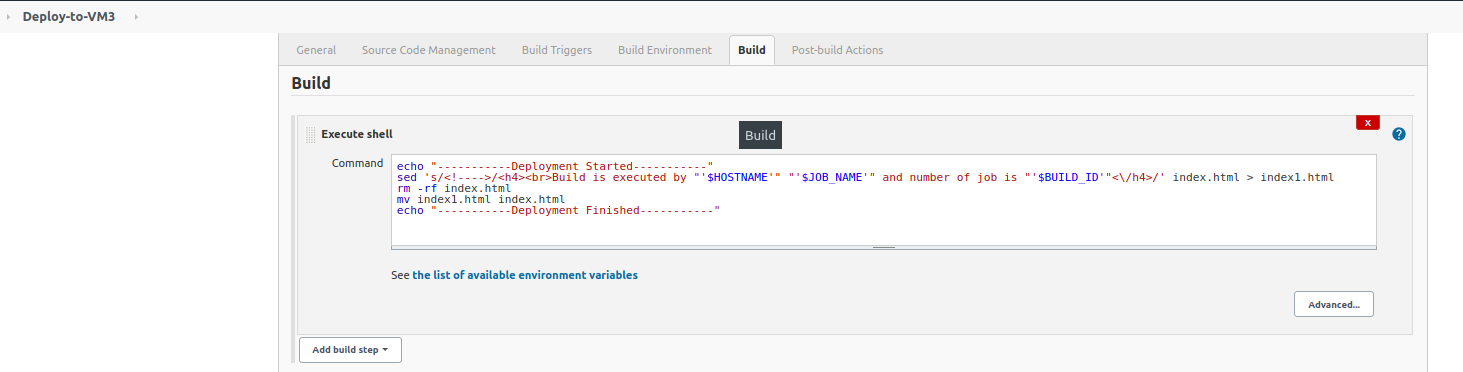 Deploy-to-VM3
General Source Code Management Build Triggers Build Environment Build Post-build Actions
Build
Execute shell
Build
x
?
Command
echo "-----------Deployment Started-----------"
sed 's/<!---->/<h4><br>Build is executed by "'$HOSTNAME'" "'$JOB_NAME'" and number of job is "'$BUILD_ID'"<\/h4>/' index.html > index1.html
rm -rf index.html
mv index1.html index.html
echo "-----------Deployment Finished-----------"
See the list of available environment variables
Advanced...
Add build step